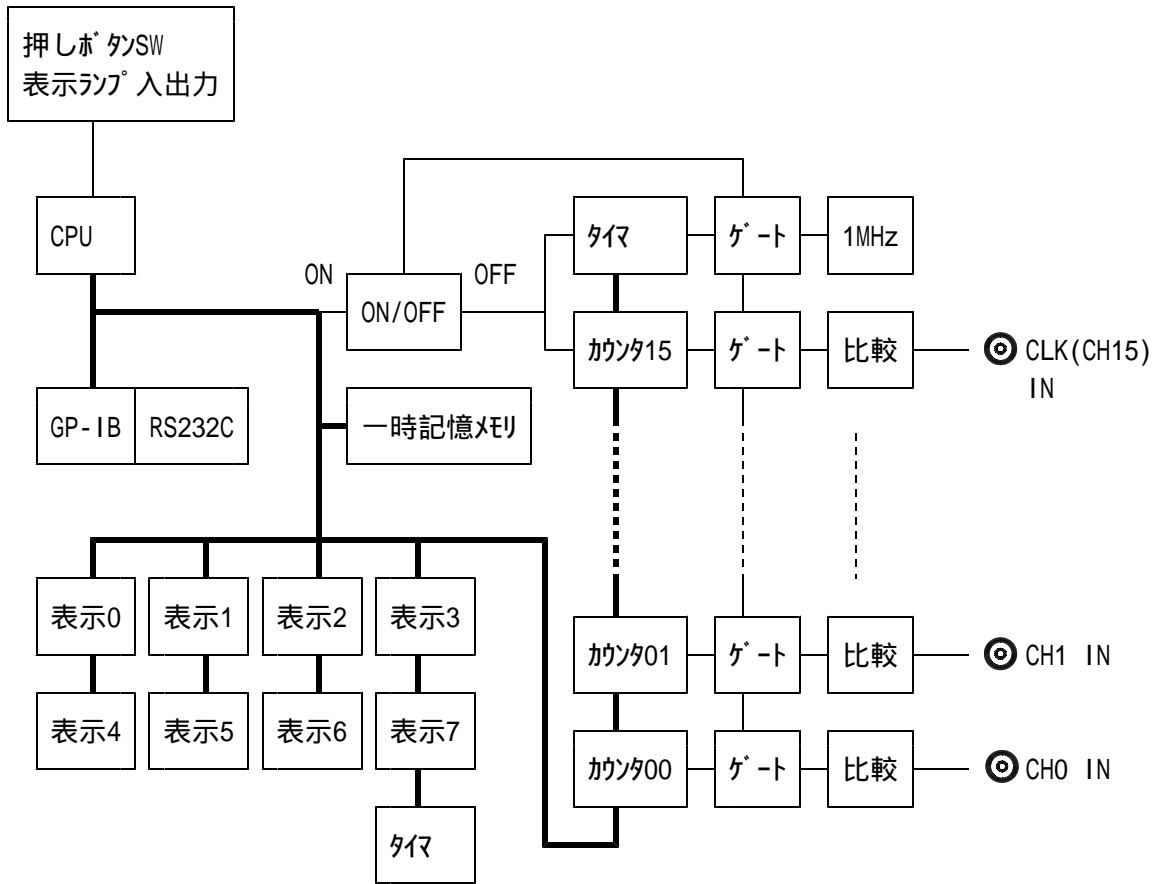 押しﾎﾞﾀﾝSW
表示ﾗﾝﾌﾟ入出力
CPU
ﾀｲﾏ
ｹﾞｰﾄ
1MHz
ON
ON/OFF
OFF
ｶｳﾝﾀ15
ｹﾞｰﾄ
比較
CLK(CH15)
IN
GP-IB
RS232C
一時記憶ﾒﾓﾘ
表示0
表示1
表示2
表示3
ｶｳﾝﾀ01
ｹﾞｰﾄ
比較
CH1 IN
表示4
表示5
表示6
表示7
ｶｳﾝﾀ00
ｹﾞｰﾄ
比較
CH0 IN
ﾀｲﾏ